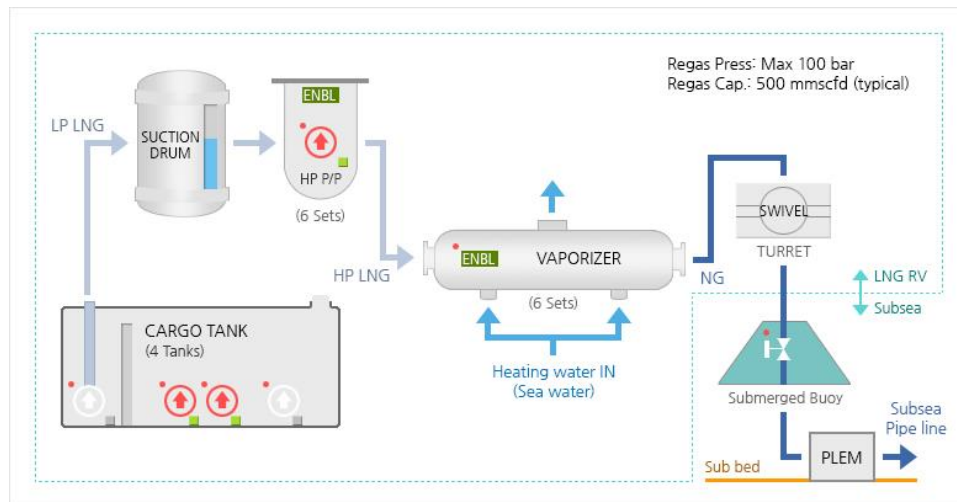 Regas Press: Max 100 bar
Regas Cap.: 500 mmscfd (typical)
LP LNG
SUCTION
DRUM
ENBL
HP P/P
(6 Sets)
HP LNG
ENBL
VAPORIZER
(6 Sets)
NG
SWIVEL
TURRET
LNG RV
Subsea
CARGO TANK
(4 Tanks)
Heating water IN
(Sea water)
Submerged Buoy
Subsea
Pipe line
PLEM
Sub bed